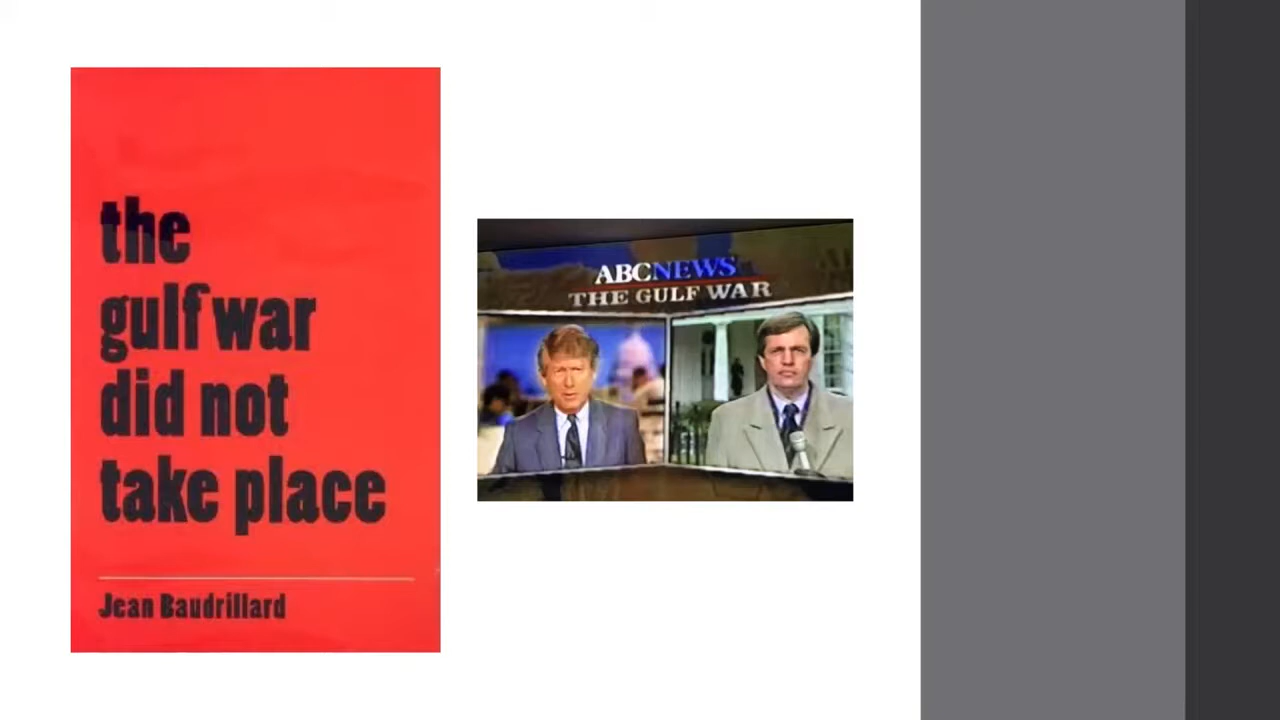 the
gulf war
did not
take place
Jean Baudrillard
ABCNEWS
THE GULF WAR